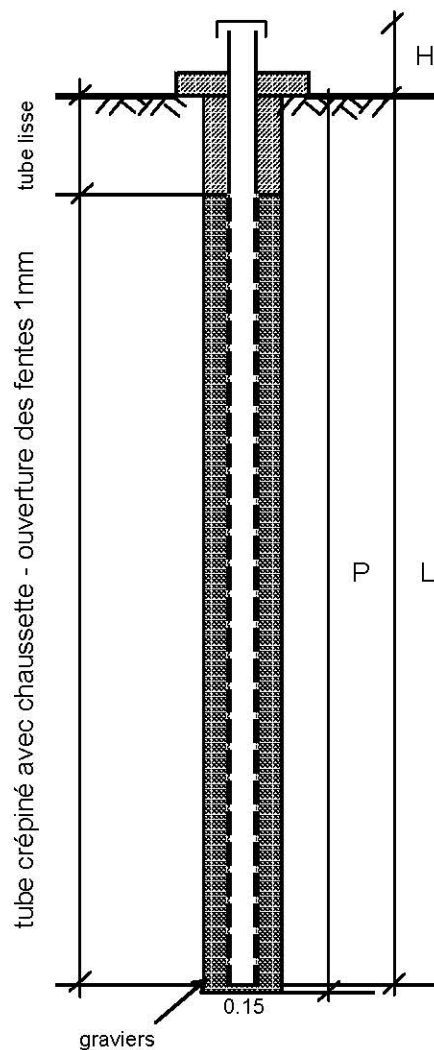 H
tube lisse
tube crépiné avec chaussette - ouverture des fentes 1mm
P
L
0.15
graviers